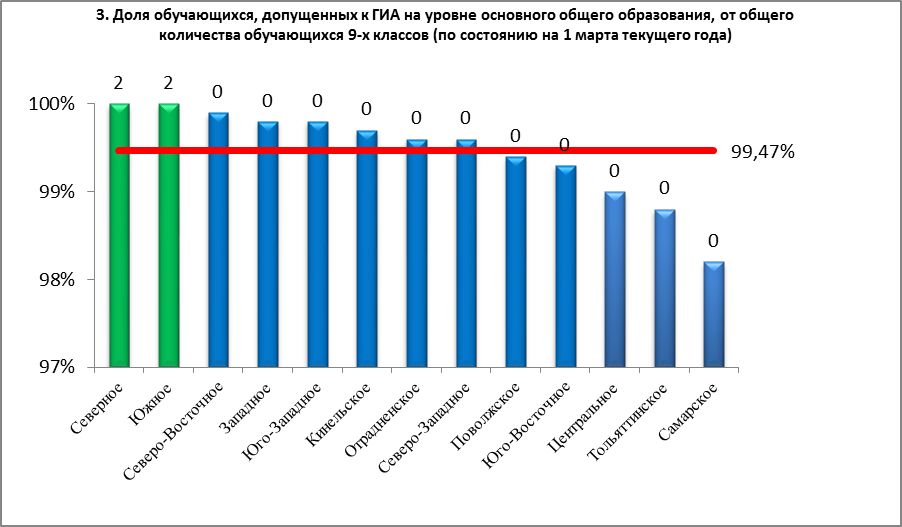 3. Доля обучающихся, допущенных к ГИА на уровне основного общего образования, от общего
количества обучающихся 9-х классов (по состоянию на 1 марта текущего года)
2 2 0 0 0 0 0 0 0 0 0 0 0
100%
99%
98%
97%
99,47%
Северное
Южное
Северо-Восточное
Западное
Юго-Западное
Кинельское
Отрадненское
Северо-Западное
Поволжское
Юго-Восточное
Центральное
Тольяттинское
Самарское